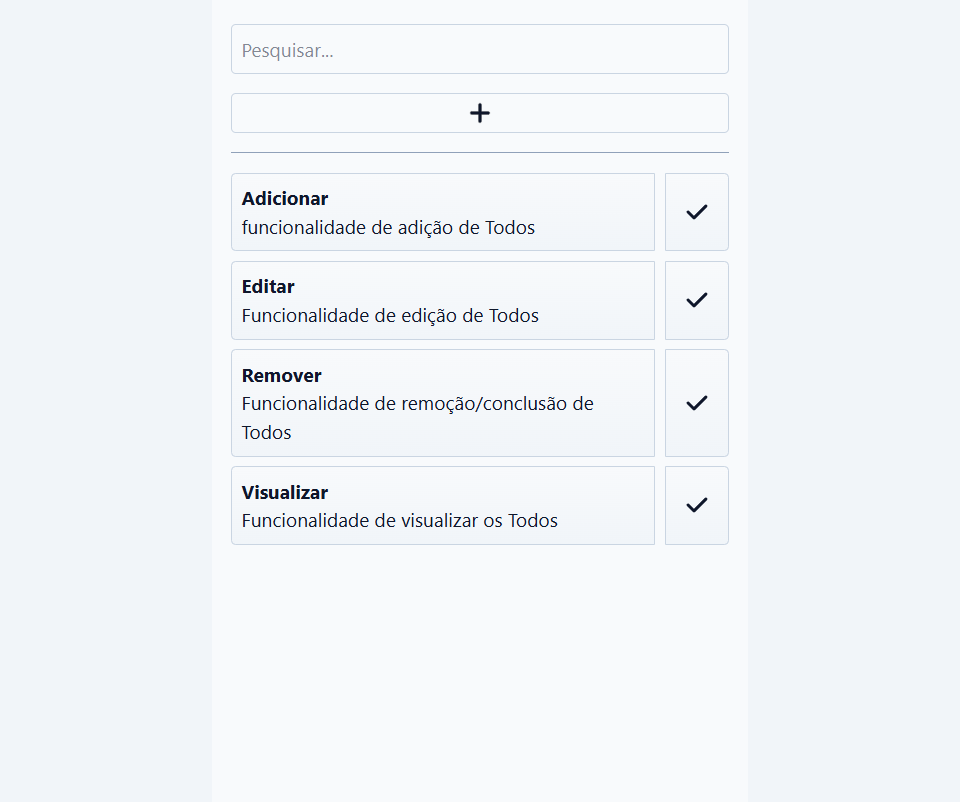 Pesquisar...
Adicionar
funcionalidade de adição de Todos
Editar
Funcionalidade de edição de Todos
Remover
Funcionalidade de remoção/conclusão de
Todos
Visualizar
Funcionalidade de visualizar os Todos